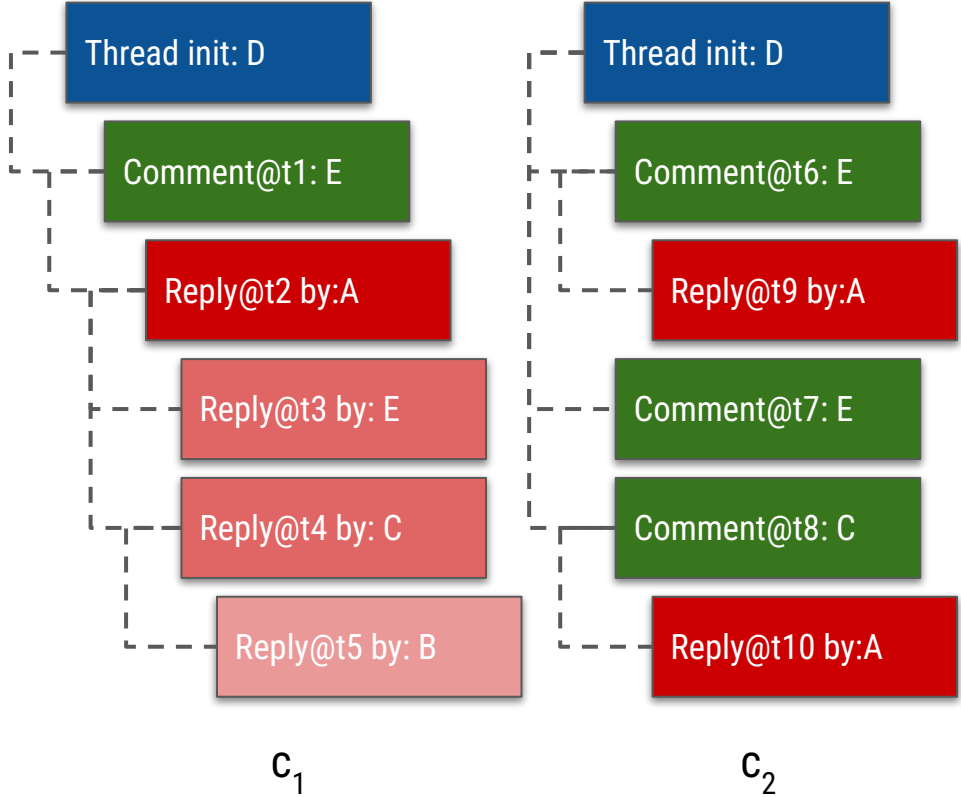 Thread init: D
Comment@t1: E
Reply@t2 by:A
Reply@t3 by: E
Reply@t4 by: C
Reply@t5 by: B
C1
Thread init: D
Comment@t6: E
Reply@t9 by:A
Comment@t7: E
Comment@t8: C
Reply@t10 by:A
C2